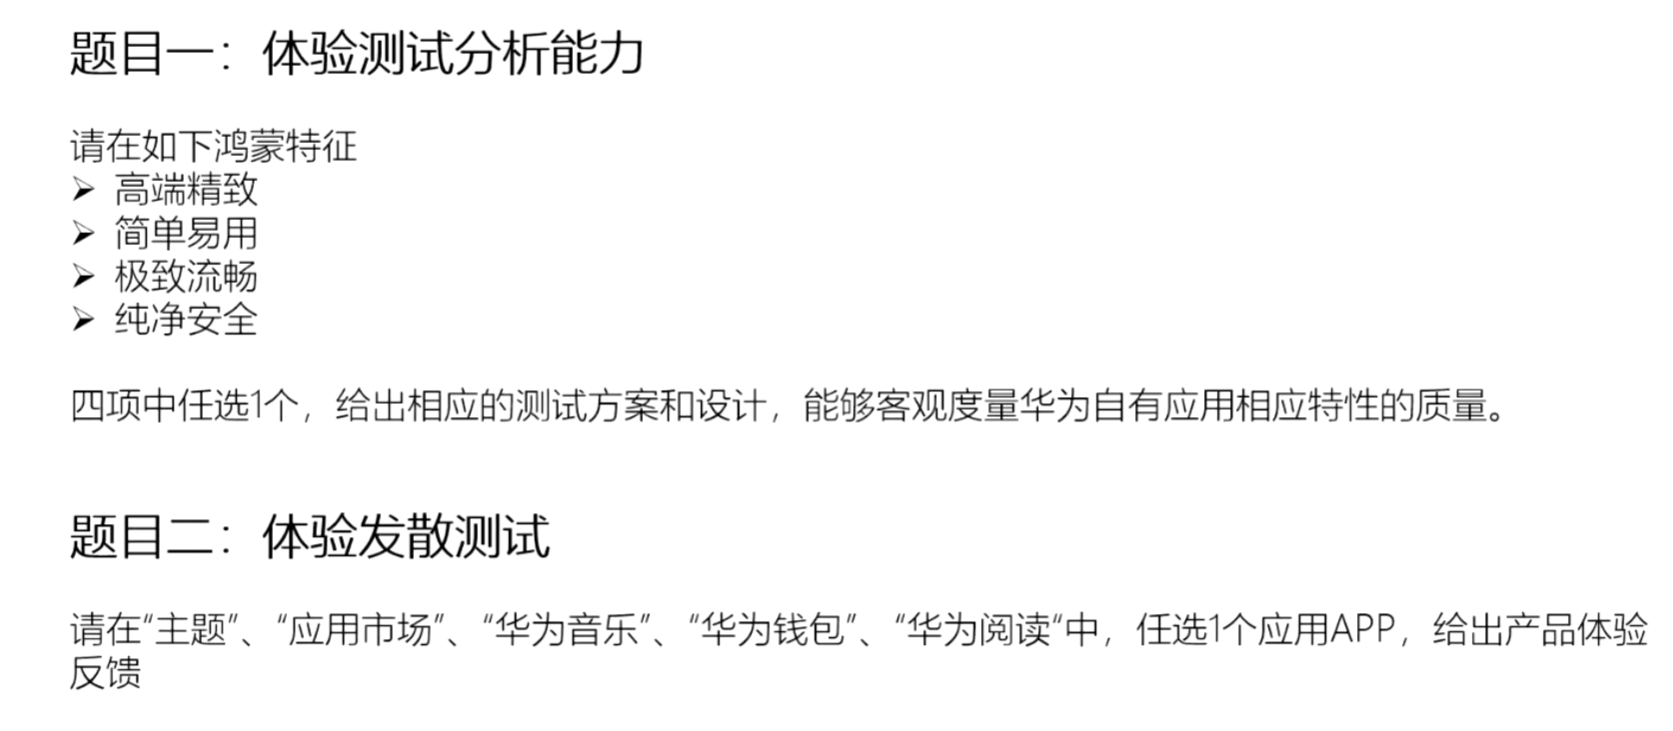 题目一：体验测试分析能力
请在如下鸿蒙特征
➢ 高端精致
➢ 简单易用
➢ 极致流畅
➢ 纯净安全
四项中任选1个，给出相应的测试方案和设计，能够客观度量华为自有应用相应特性的质量。
题目二：体验发散测试
请在“主题”、“应用市场”、“华为音乐”、“华为钱包”、“华为阅读“中，任选1个应用APP，给出产品体验
反馈